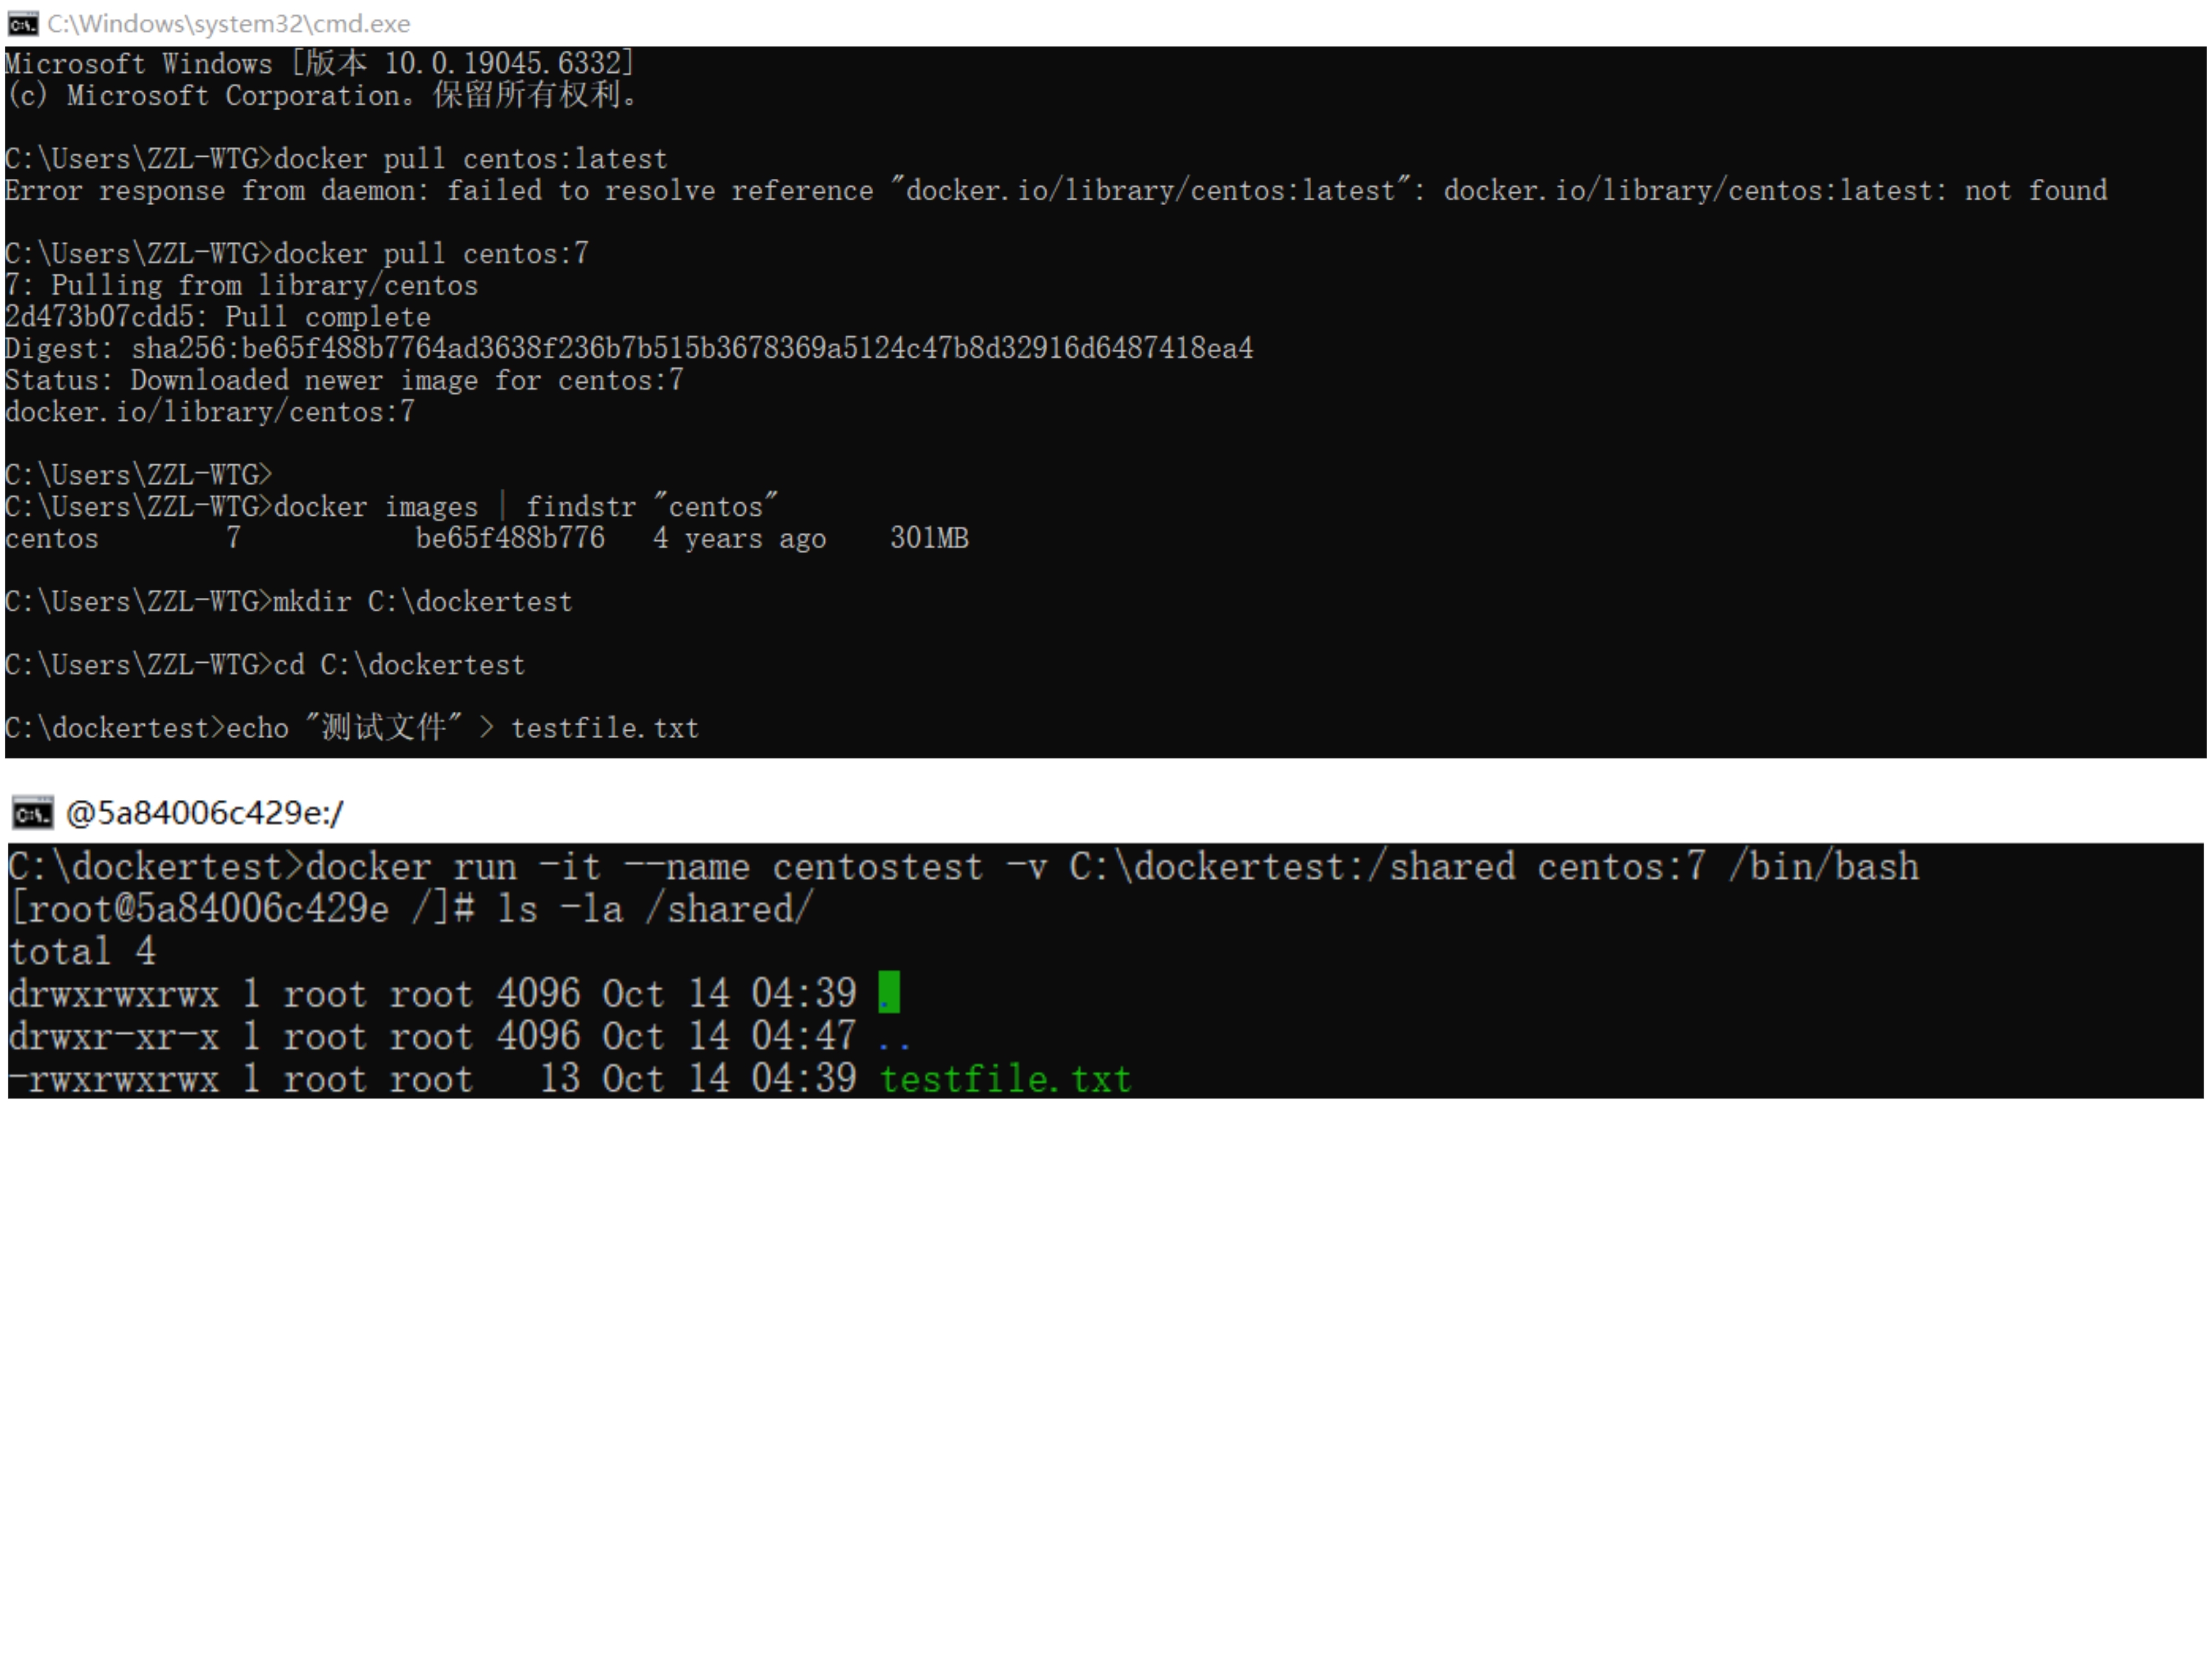 C:\Windows\system32\cmd.exe
Microsoft Windows [版本 10.0.19045.6332]
(c) Microsoft Corporation。保留所有权利。
C:\Users\ZZL-WTG>docker pull centos:latest
Error response from daemon: failed to resolve reference "docker.io/library/centos:latest": docker.io/library/centos:latest: not found
C:\Users\ZZL-WTG>docker pull centos:7
7: Pulling from library/centos
2d473b07cdd5: Pull complete
Digest: sha256:be65f488b7764ad3638f236b7b515b3678369a5124c47b8d32916d6487418ea4
Status: Downloaded newer image for centos:7
docker.io/library/centos:7
C:\Users\ZZL-WTG>
C:\Users\ZZL-WTG>docker images | findstr "centos"
centos 7 be65f488b776 4 years ago 301MB
C:\Users\ZZL-WTG>mkdir C:\dockertest
C:\Users\ZZL-WTG>cd C:\dockertest
C:\dockertest>echo "测试文件" > testfile.txt
@5a84006c429e:/
C:\dockertest>docker run -it --name centostest -v C:\dockertest:/shared centos:7 /bin/bash
[root@5a84006c429e /]# ls -la /shared/
total 4
drwxrwxrwx 1 root root 4096 Oct 14 04:39 .
drwxr-xr-x 1 root root 4096 Oct 14 04:47 ..
-rwxrwxrwx 1 root root 13 Oct 14 04:39 testfile.txt